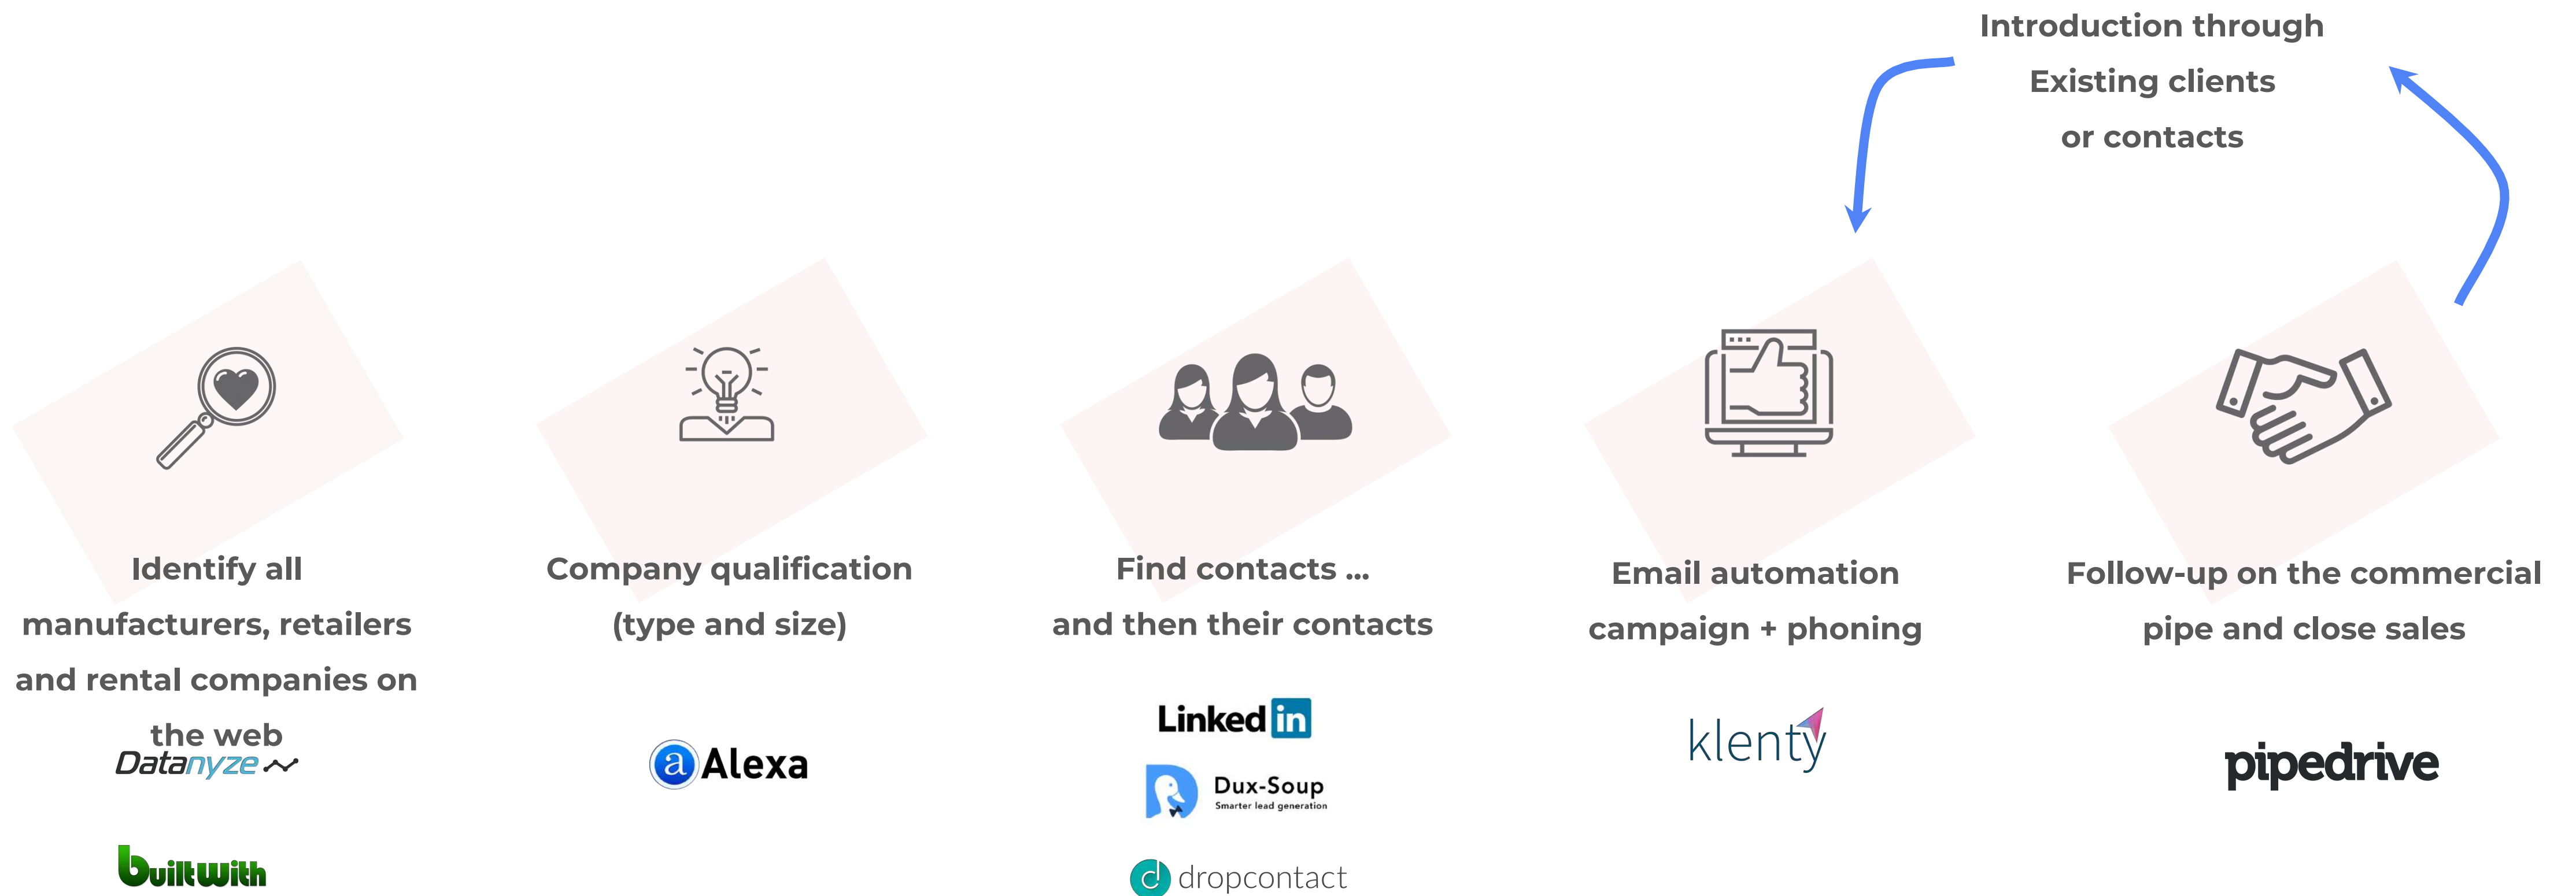 Introduction through
Existing clients
or contacts
Identify all
manufacturers, retailers
and rental companies on
the web
Datanyze
builtwith
Company qualification
(type and size)
a Alexa
Find contacts ...
and then their contacts
Linked in
Dux-Soup
Smarter lead generation
dropcontact
Email automation
campaign + phoning
klenty
Follow-up on the commercial
pipe and close sales
pipedrive